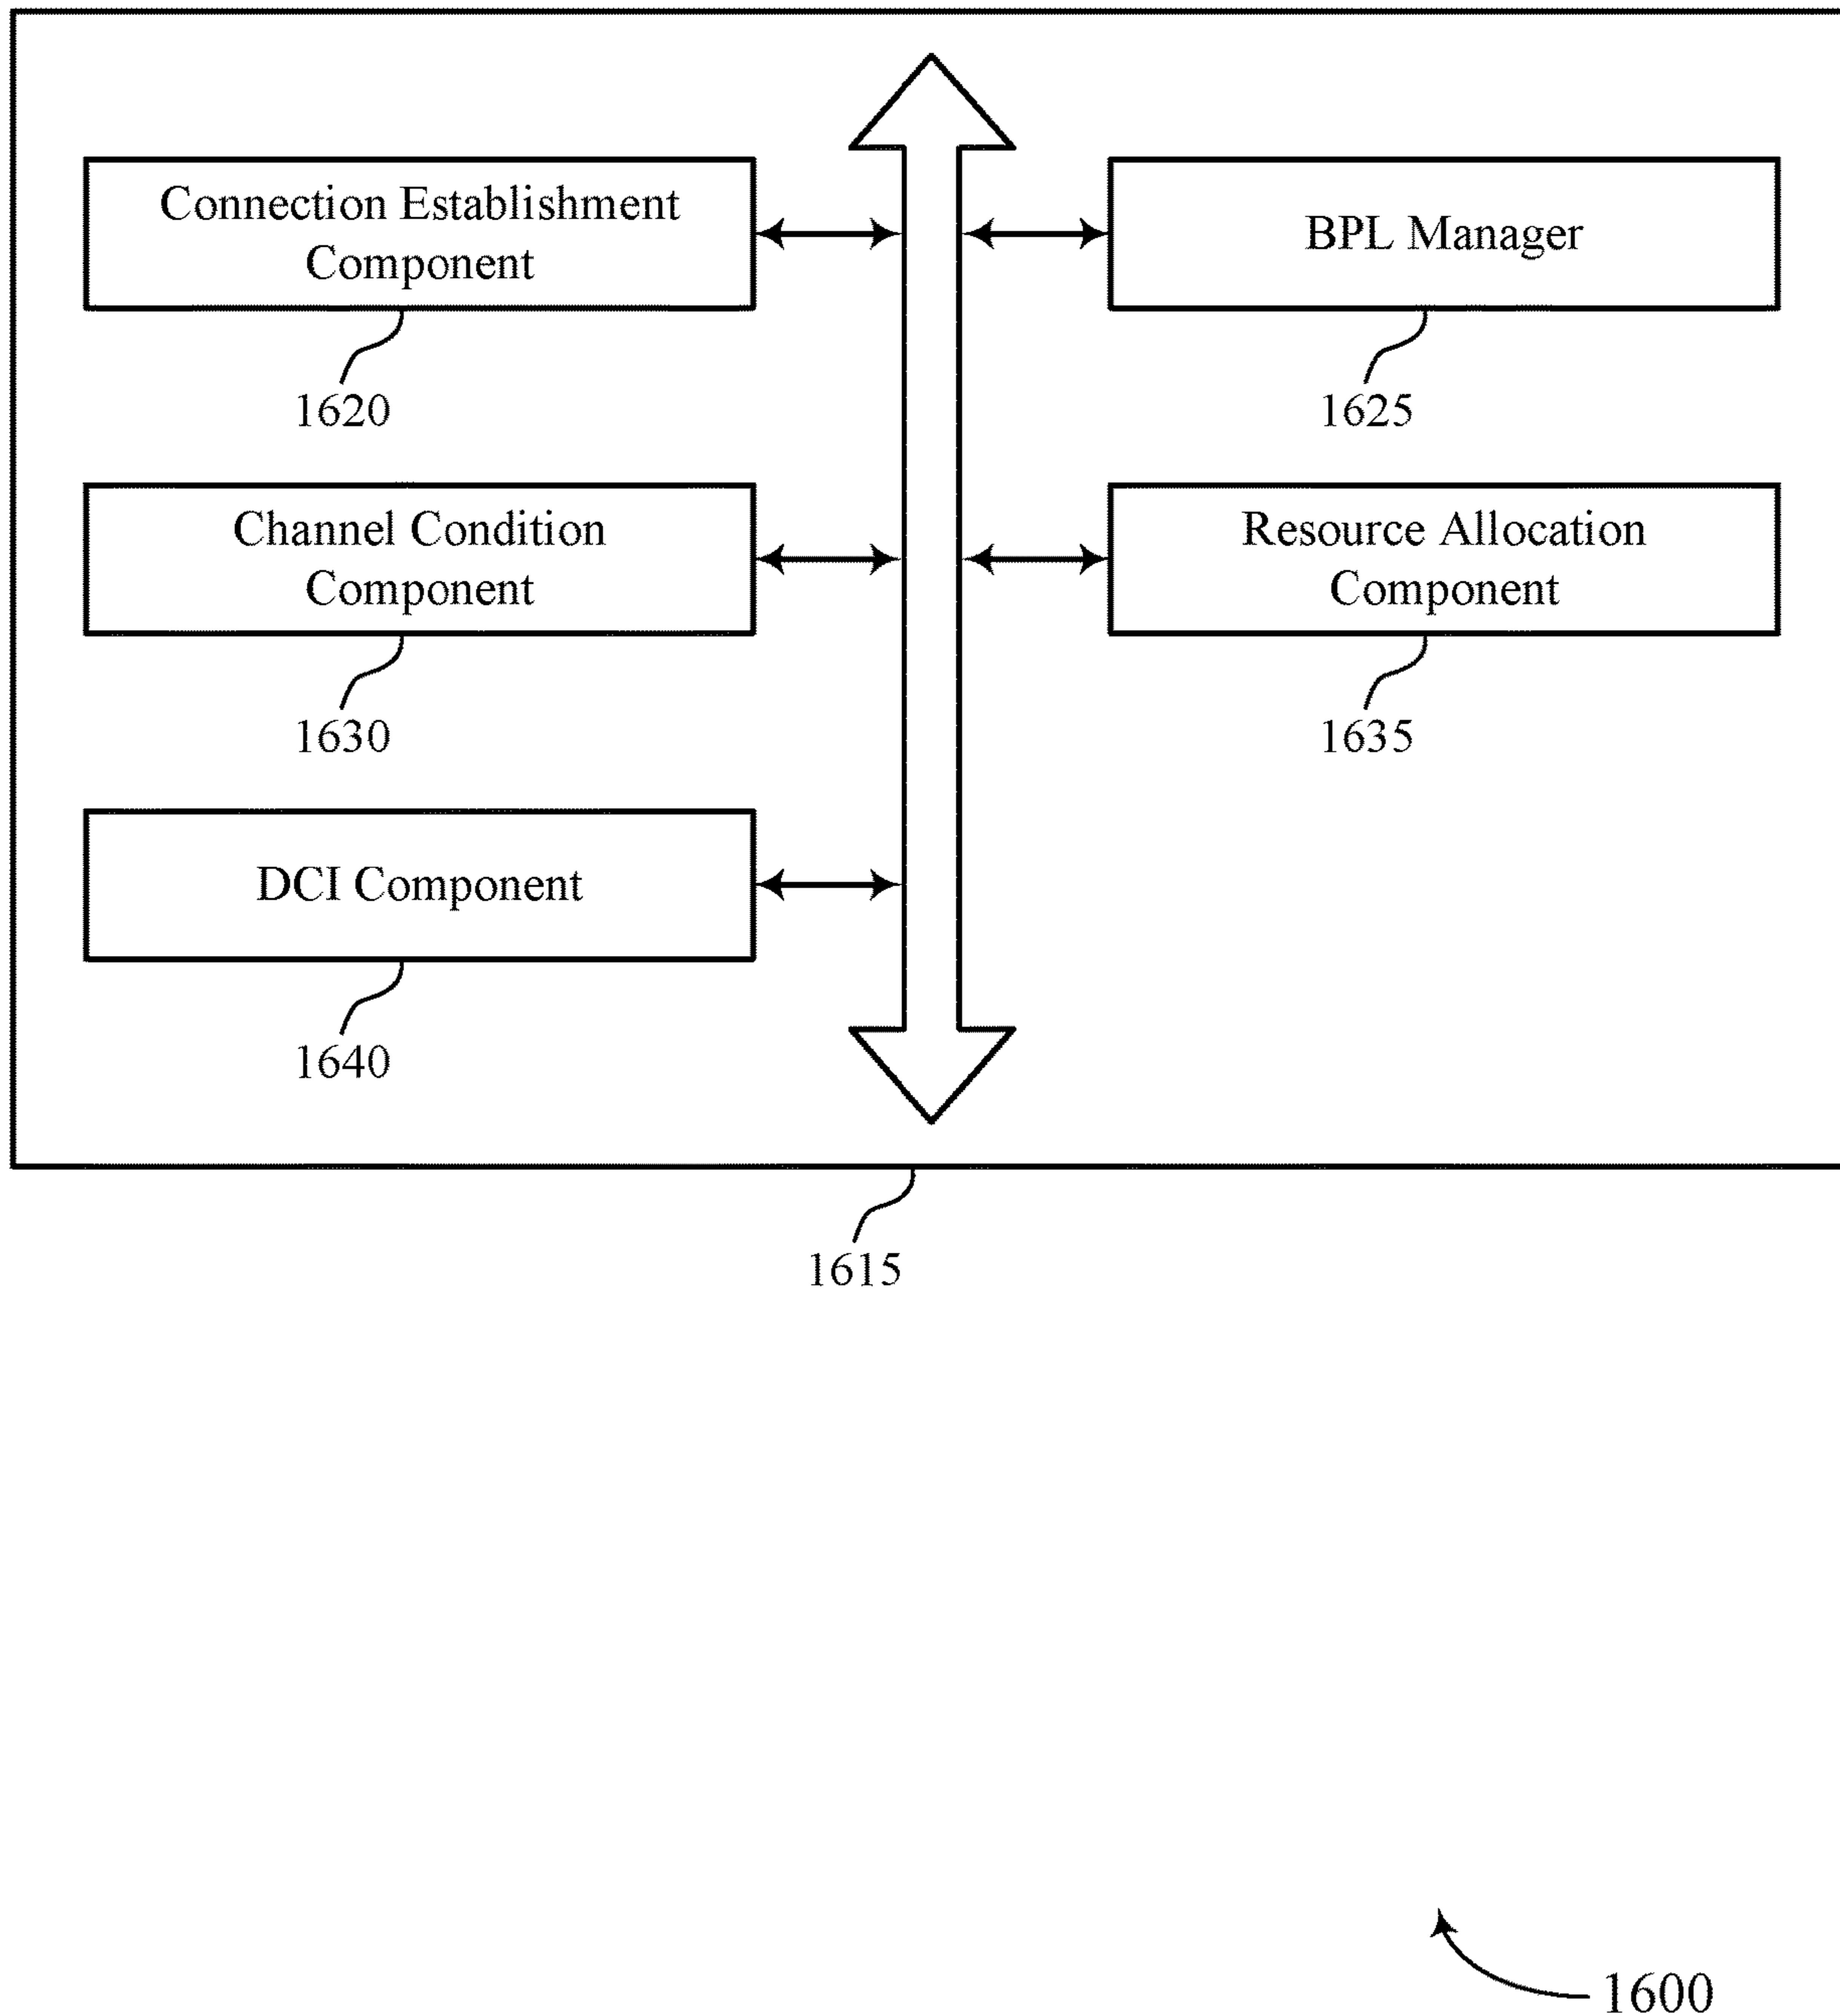 Connection Establishment
Component
1620
BPL Manager
1625
Channel Condition
Component
1630
Resource Allocation
Component
1635
DCI Component
1640
1615
1600